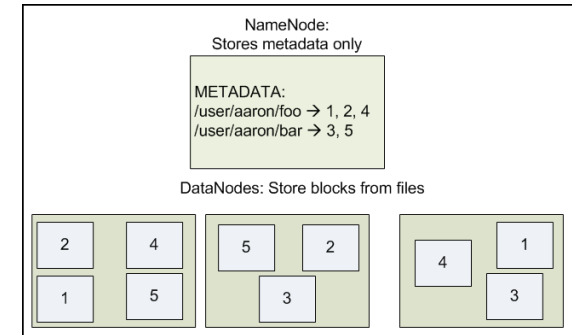 NameNode:
Stores metadata only
METADATA:
/user/aaron/foo → 1, 2, 4
/user/aaron/bar → 3, 5
DataNodes: Store blocks from files
2 4
1 5
5 2
3
4 1
3